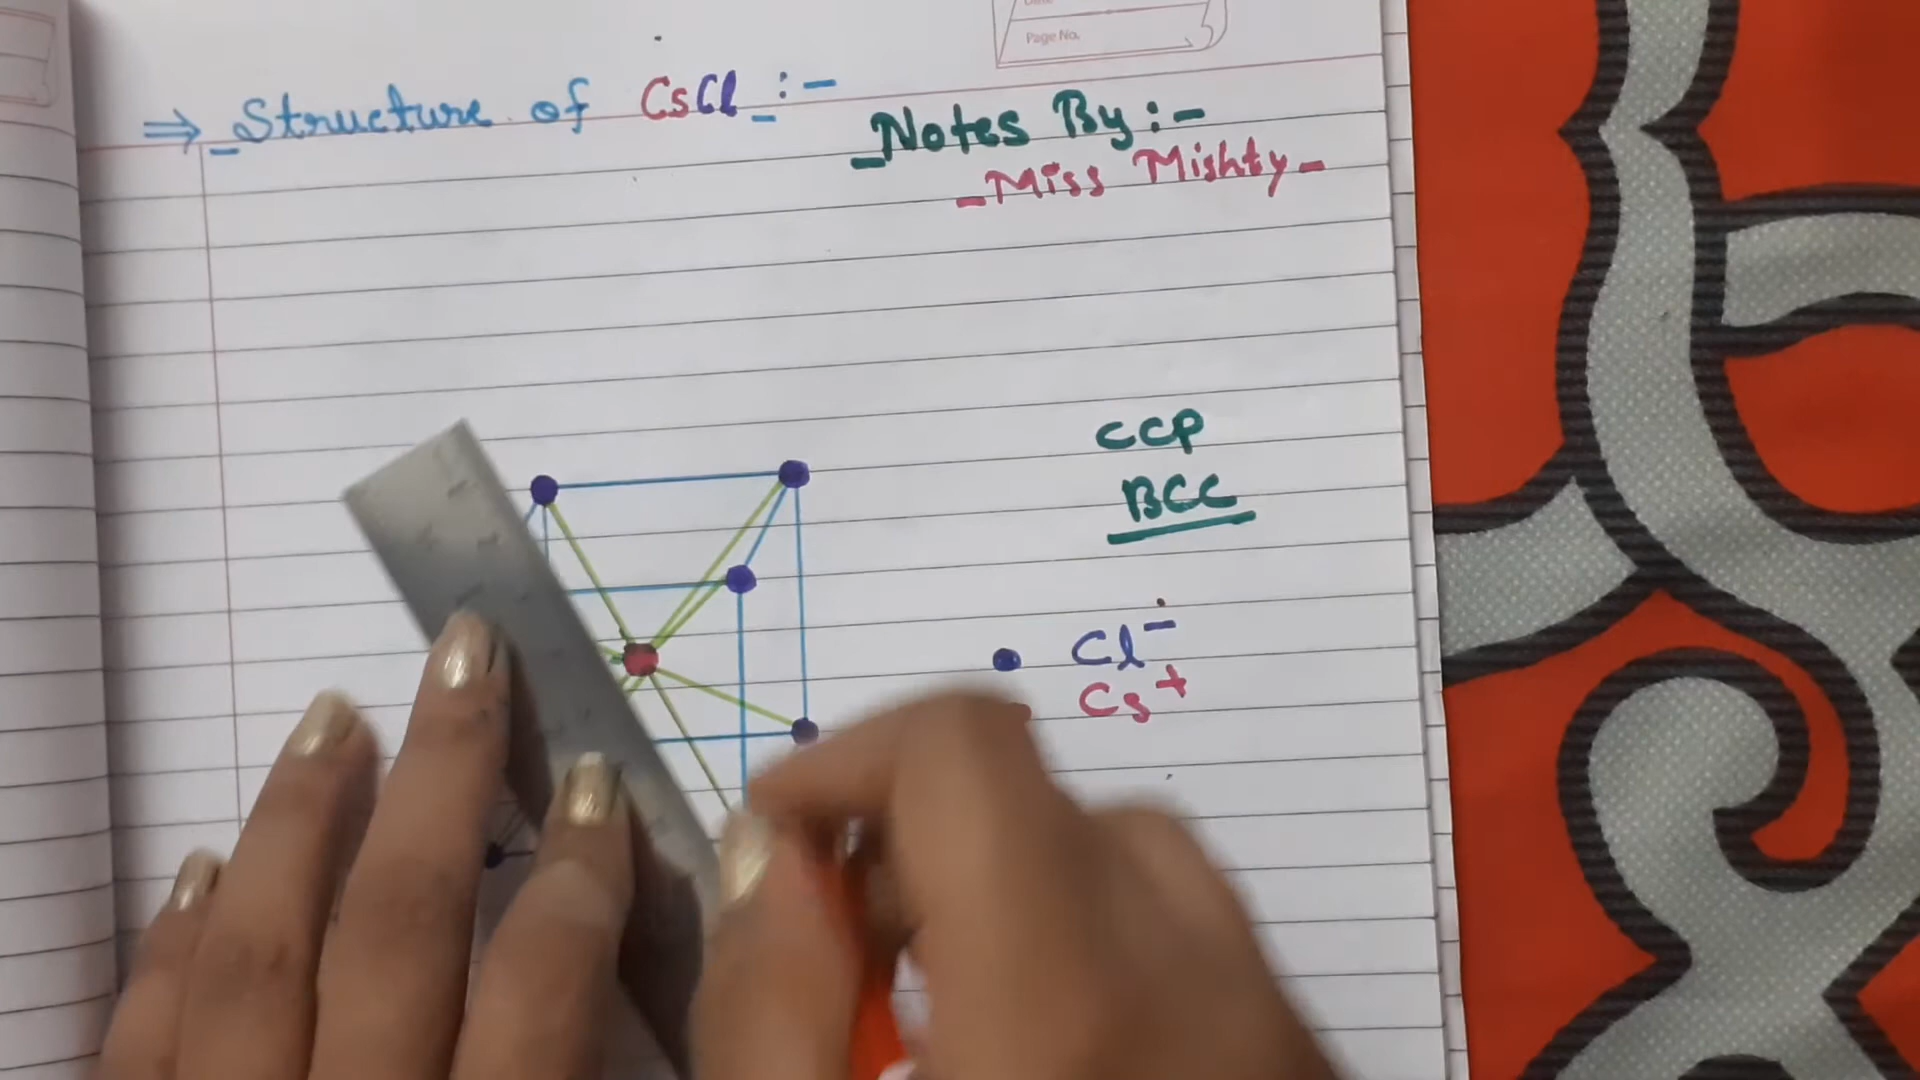 Page No.
⇒ Structure of CsCl :-
Notes By :-
Miss Mishty
CCP
BCC
Cl⁻
Cs⁺